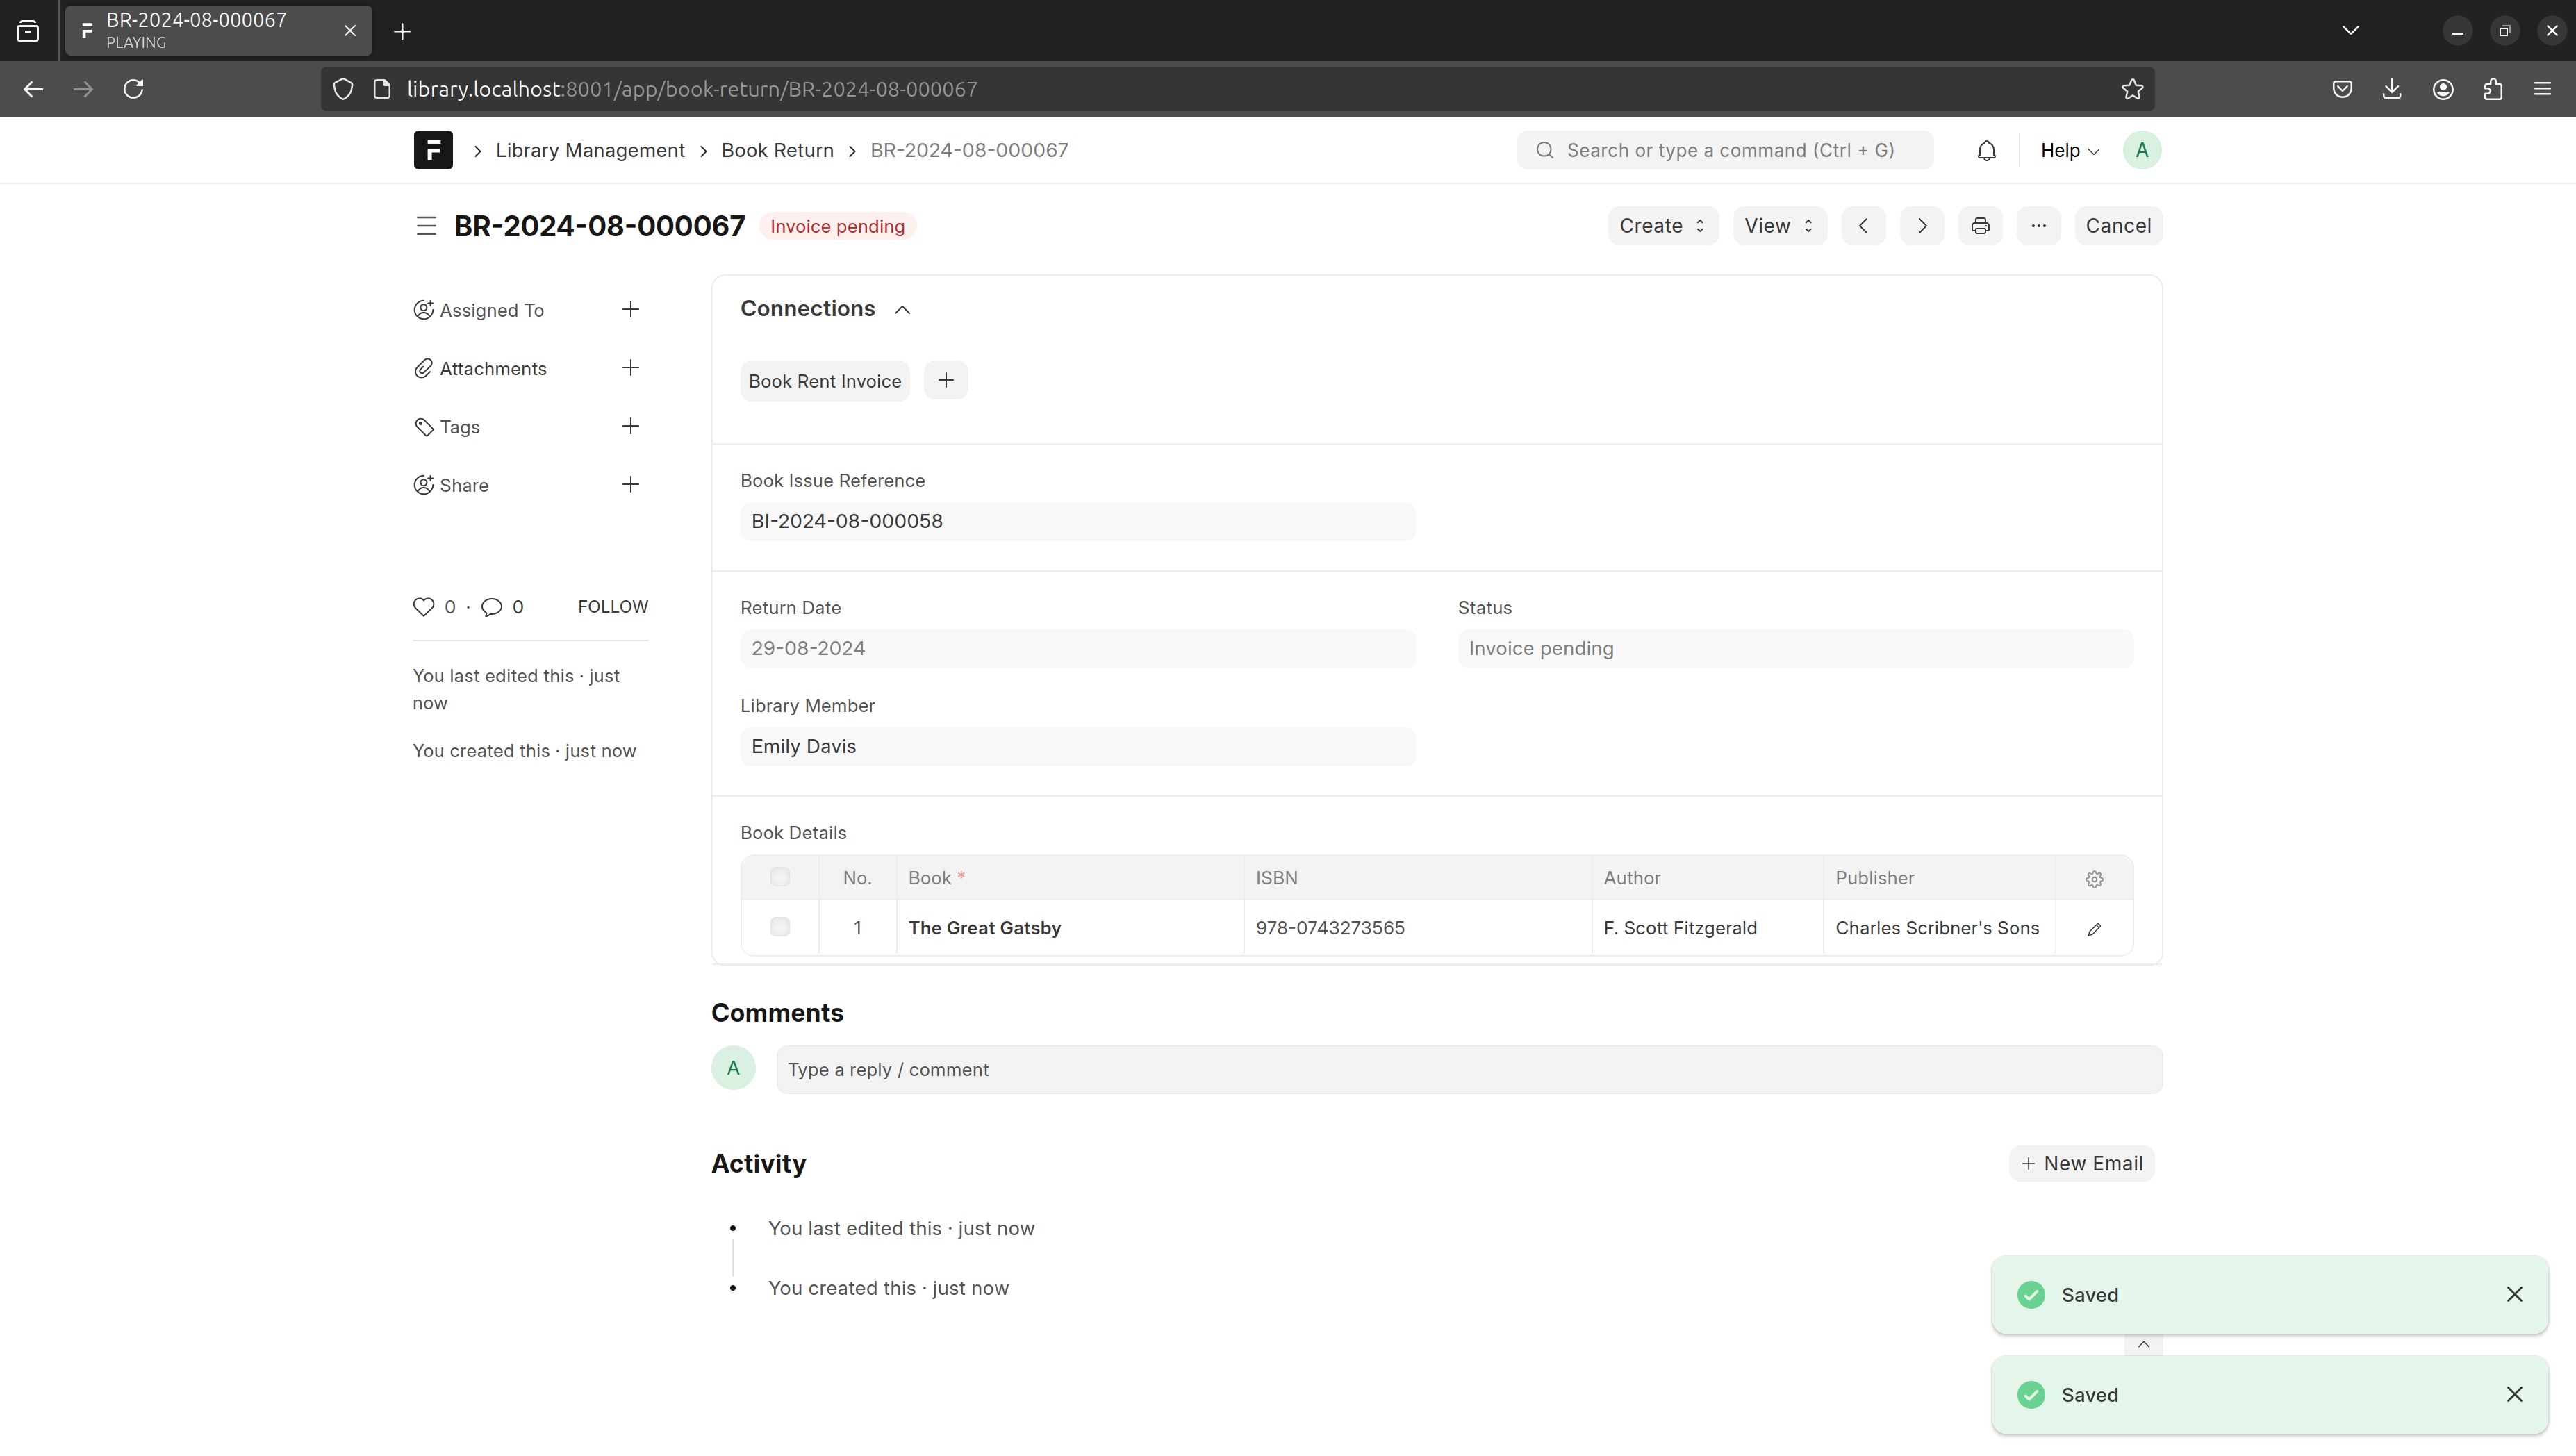 BR-2024-08-000067
PLAYING
library.localhost:8001/app/book-return/BR-2024-08-000067
Library Management
Book Return
BR-2024-08-000067
Search or type a command (Ctrl + G)
Help
A
BR-2024-08-000067
Invoice pending
Create
View
Cancel
Assigned To
Attachments
Tags
Share
0 · 0
FOLLOW
You last edited this · just
now
You created this · just now
Connections
Book Rent Invoice
Book Issue Reference
BI-2024-08-000058
Return Date
29-08-2024
Status
Invoice pending
Library Member
Emily Davis
Book Details
No. Book * ISBN Author Publisher
1 The Great Gatsby 978-0743273565 F. Scott Fitzgerald Charles Scribner's Sons
Comments
A
Type a reply / comment
Activity
New Email
You last edited this · just now
You created this · just now
Saved
Saved